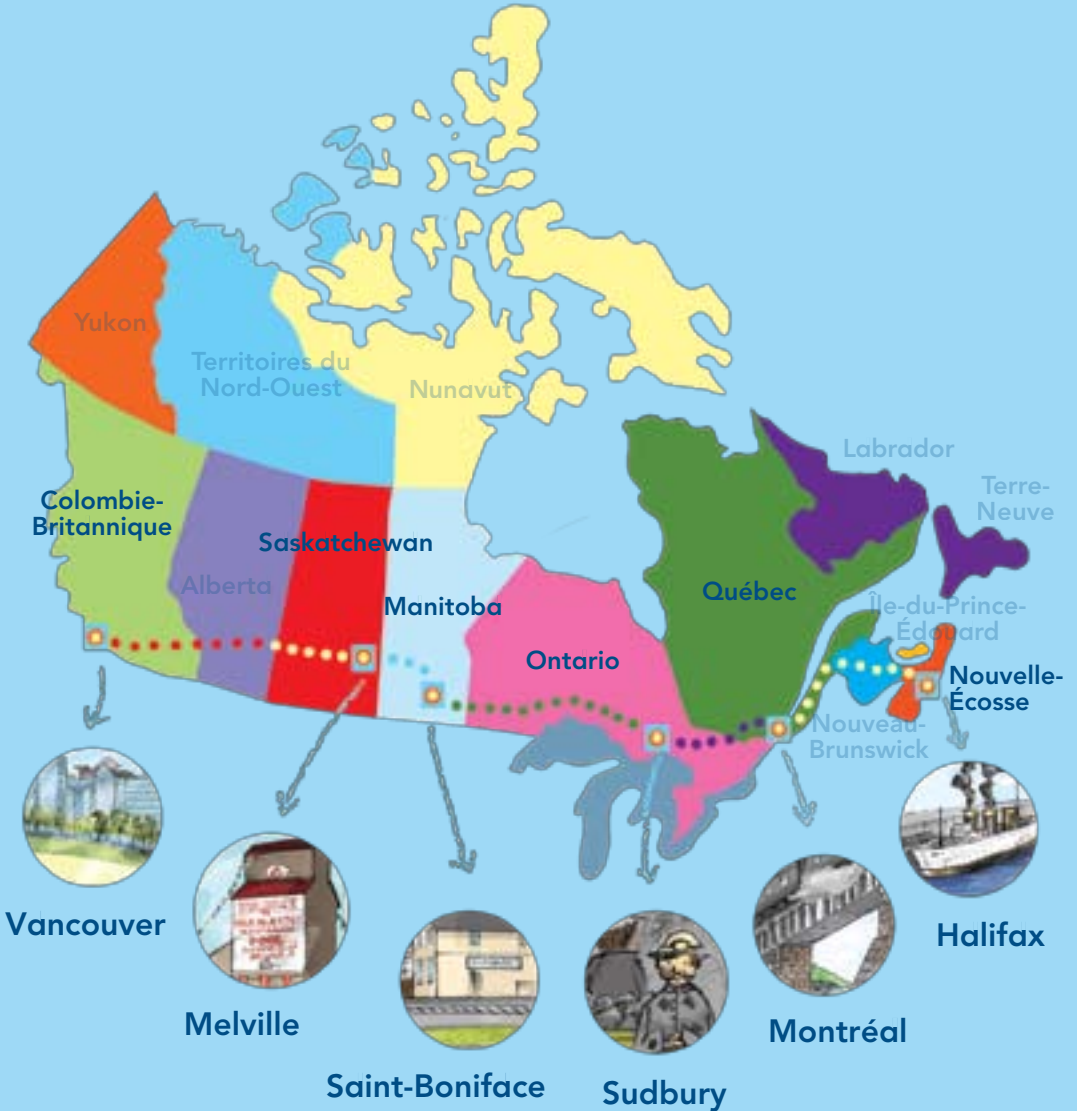 Yukon
Territoires du
Nord-Ouest
Nunavut
Labrador
Terre-
Neuve
Colombie-
Britannique
Saskatchewan
Alberta
Manitoba
Québec
Île-du-Prince-
Édouard
Ontario
Nouvelle-
Écosse
Nouveau-
Brunswick
Vancouver
Halifax
Melville
Montréal
Saint-Boniface
Sudbury